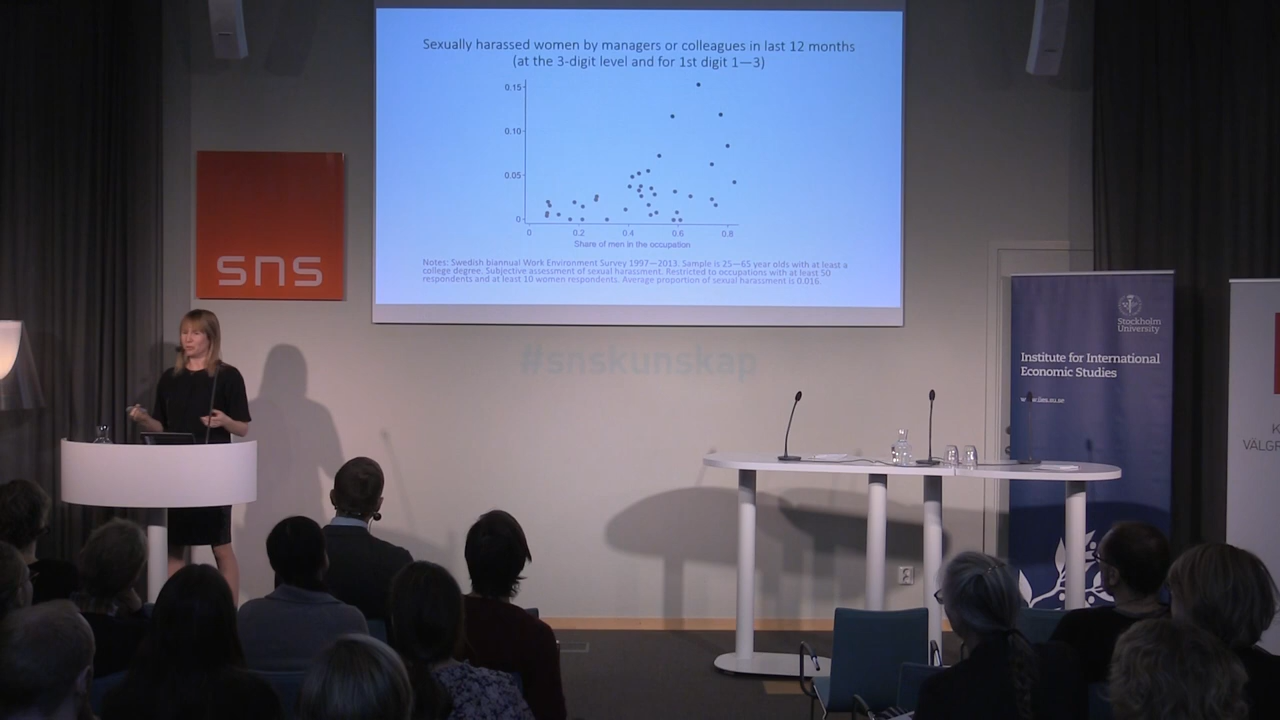 Sexually harassed women by managers or colleagues in last 12 months
(at the 3-digit level and for 1st digit 1—3)
0.15
0.10
0.05
0
0
0.2
0.4
0.6
0.8
Share of men in the occupation
Notes: Swedish biannual Work Environment Survey 1997—2013. Sample is 25—65 year olds with at least a
college degree. Subjective assessment of sexual harassment. Restricted to occupations with at least 50
respondents and at least 10 women respondents. Average proportion of sexual harassment is 0.016.
sns
#snskunskap
Stockholm
University
Institute for International
Economic Studies
K
VÄLGR